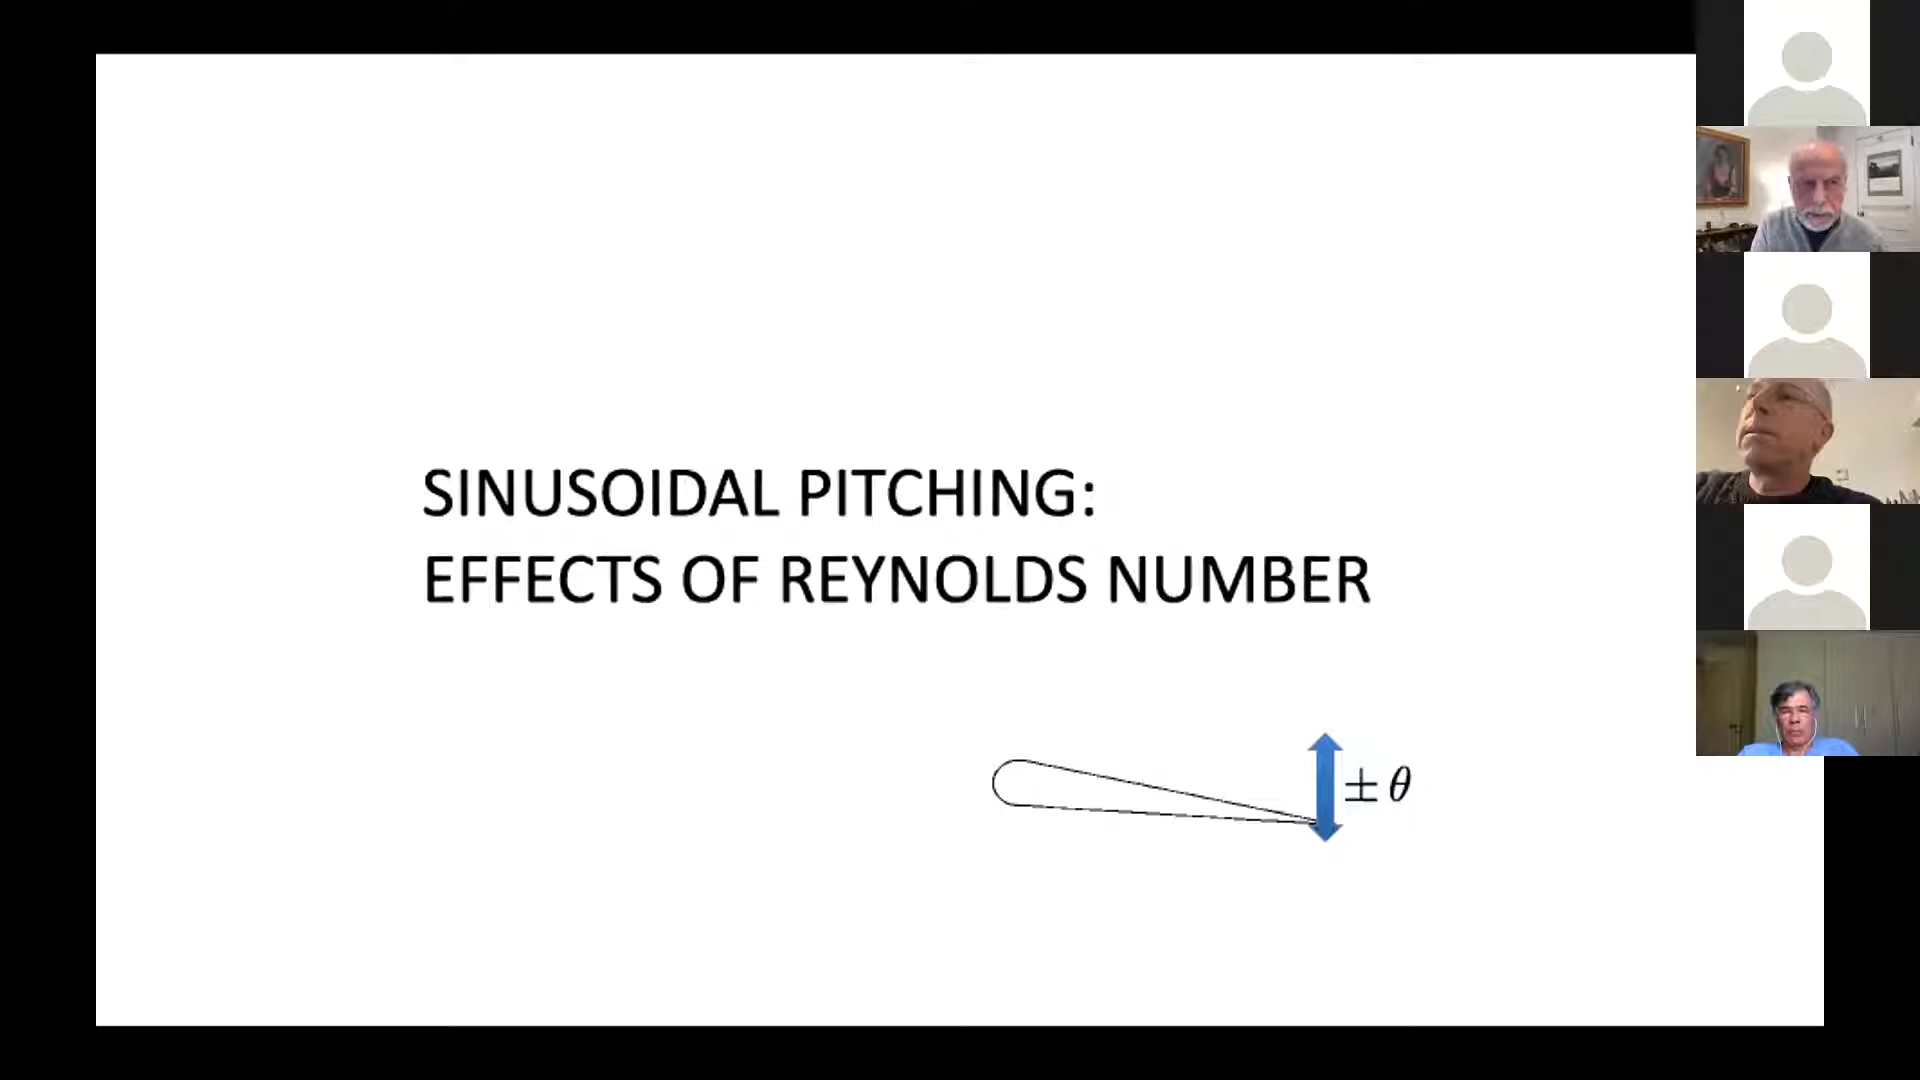 SINUSOIDAL PITCHING:
EFFECTS OF REYNOLDS NUMBER
± θ